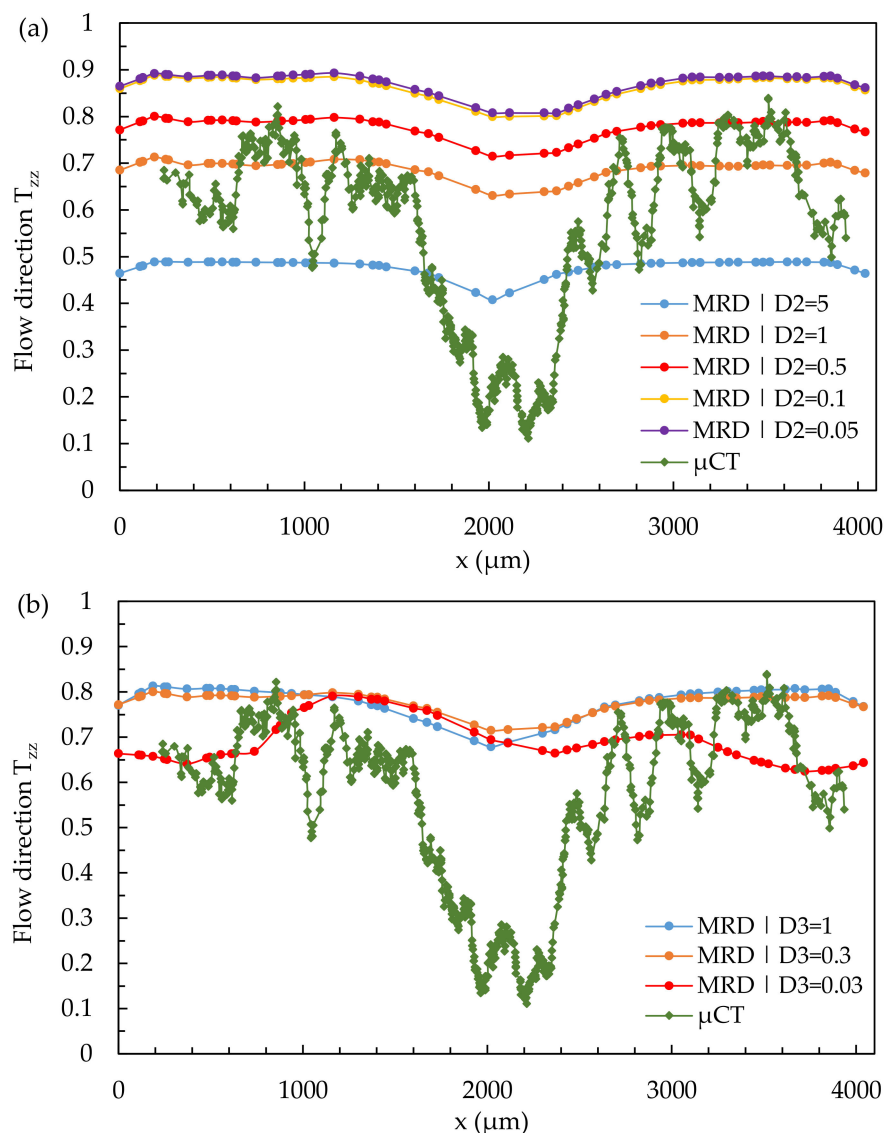 (a)
1
0.9
0.8
0.7
0.6
0.5
0.4
0.3
0.2
0.1
0
Flow direction Tzz
MRD | D2=5
MRD | D2=1
MRD | D2=0.5
MRD | D2=0.1
MRD | D2=0.05
µCT
0 1000 2000 3000 4000
x (µm)
(b)
1
0.9
0.8
0.7
0.6
0.5
0.4
0.3
0.2
0.1
0
Flow direction Tzz
MRD | D3=1
MRD | D3=0.3
MRD | D3=0.03
µCT
0 1000 2000 3000 4000
x (µm)